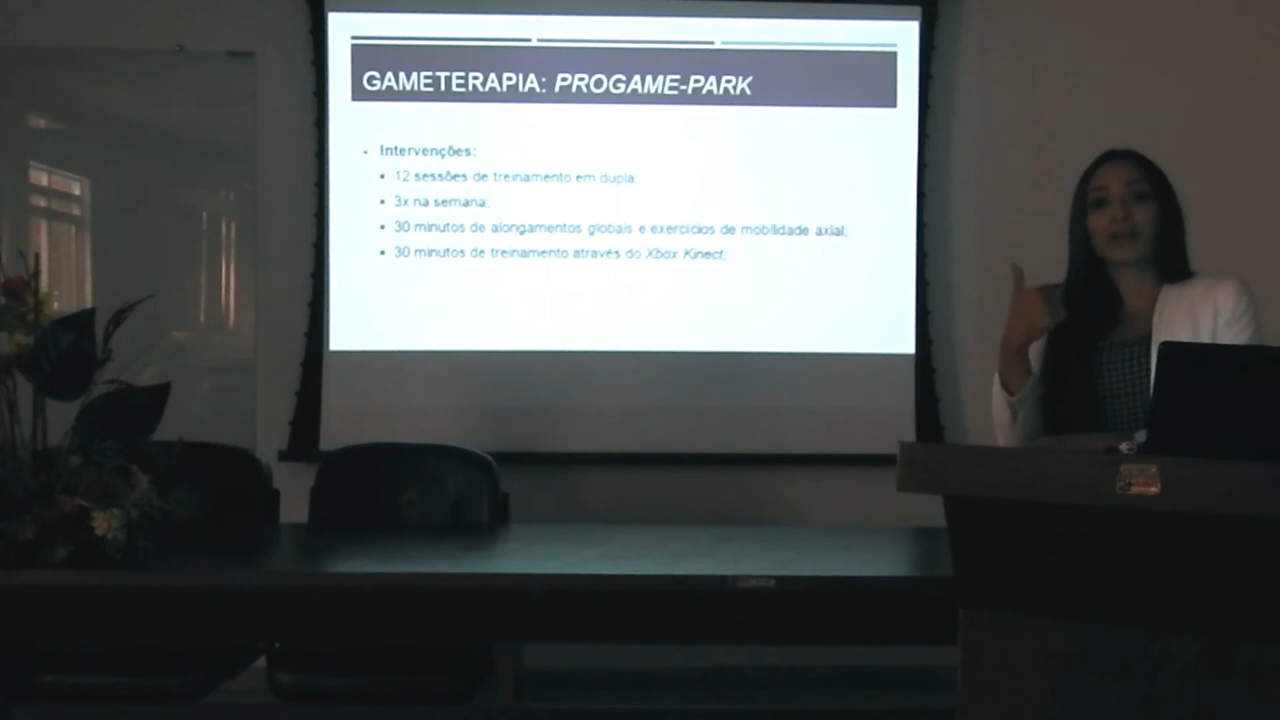 GAMETERAPIA: PROGAME-PARK
Intervenções:
12 sessões de treinamento em dupla;
3x na semana;
30 minutos de alongamentos globais e exercícios de mobilidade axial;
30 minutos de treinamento através do Xbox Kinect;